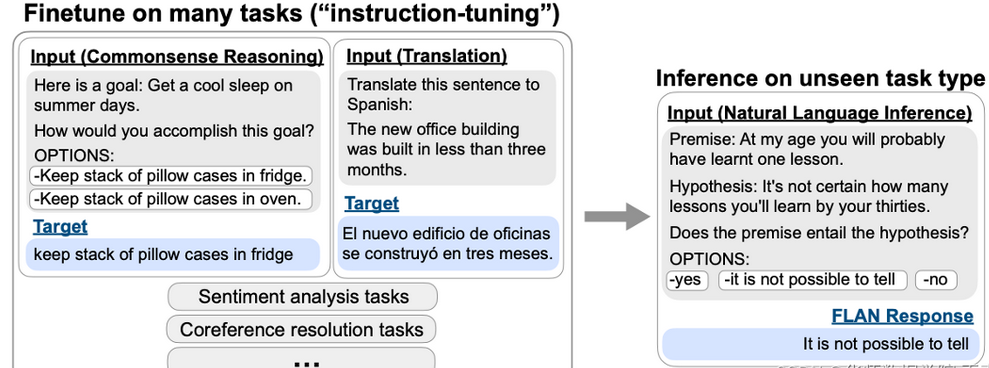 Finetune on many tasks (“instruction-tuning”)
Input (Commonsense Reasoning)
Here is a goal: Get a cool sleep on
summer days.
How would you accomplish this goal?
OPTIONS:
-Keep stack of pillow cases in fridge.
-Keep stack of pillow cases in oven.
Target
keep stack of pillow cases in fridge
Input (Translation)
Translate this sentence to
Spanish:
The new office building
was built in less than three
months.
Target
El nuevo edificio de oficinas
se construyó en tres meses.
Sentiment analysis tasks
Coreference resolution tasks
...
Inference on unseen task type
Input (Natural Language Inference)
Premise: At my age you will probably
have learnt one lesson.
Hypothesis: It's not certain how many
lessons you'll learn by your thirties.
Does the premise entail the hypothesis?
OPTIONS:
-yes -it is not possible to tell -no
FLAN Response
It is not possible to tell